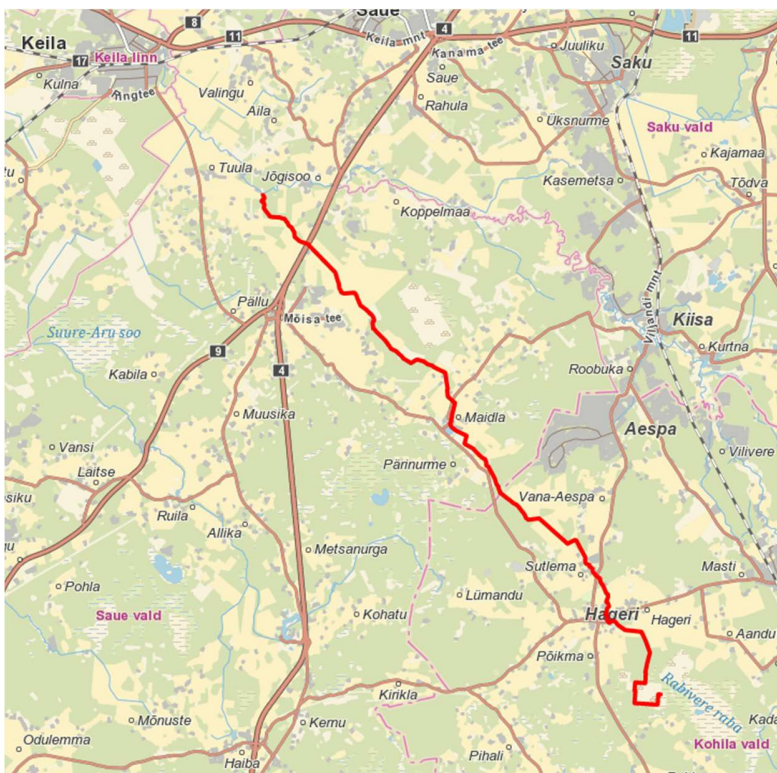 Saue
Keila
8
11
Keila mnt
4
Kanama tee
11
Juuliku
17
Keila linn
Saku
Kulna
Ringtee
Valingu
Saue
Rahula
Aila
Üksnurme
Saku vald
Kajamaa
Tuula
Jõgisoo
Kasemetsa
Tõdva
Koppelmaa
Viljandi mnt
Pällu
Mõisa tee
Kiisa
Suure-Aru soo
Kurtna
9
4
Kabila
Roobuka
Muusika
Maidla
Aespa
Vansi
Vilivere
Laitse
Pärinurme
Vana-Aespa
Ruila
Allika
Metsanurga
Sutlema
Masti
Pohla
Lümandu
Saue vald
Kohatu
Hageri
Hageri
Aandu
Põikma
Kirikla
Rabivere raba
Mõnuste
Kernu
Kohila vald
Odulemma
Haiba
Pihali